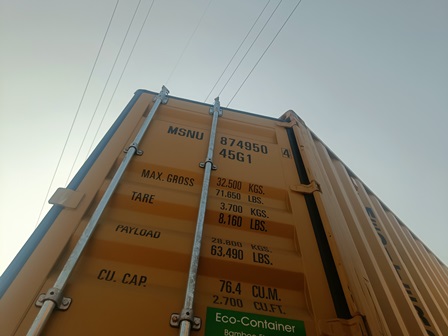 MSNU 874950 4
45G1
MAX. GROSS 32.500 KGS.
71.650 LBS.
TARE 3.700 KGS.
8.160 LBS.
PAYLOAD 28.800 KGS.
63.490 LBS.
CU. CAP. 76.4 CU.M.
2.700 CU.FT.
Eco-Container